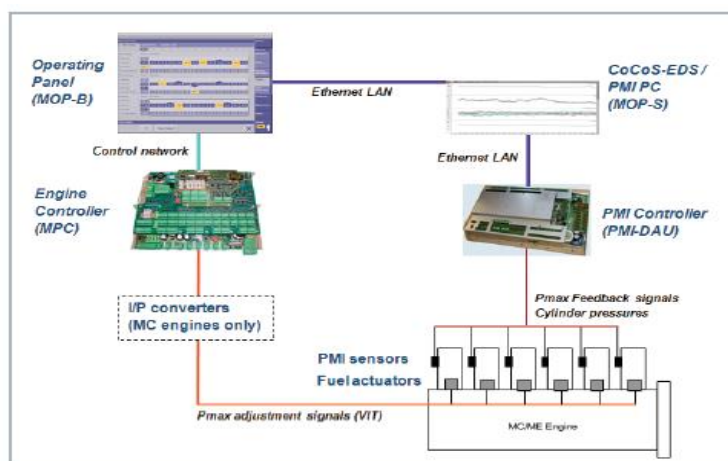 Operating
Panel
(MOP-B)
Ethernet LAN
CoCoS-EDS /
PMI PC
(MOP-S)
Control network
Ethernet LAN
Engine
Controller
(MPC)
PMI Controller
(PMI-DAU)
I/P converters
(MC engines only)
Pmax Feedback signals
Cylinder pressures
PMI sensors
Fuel actuators
Pmax adjustment signals (VIT)
MC/ME Engine